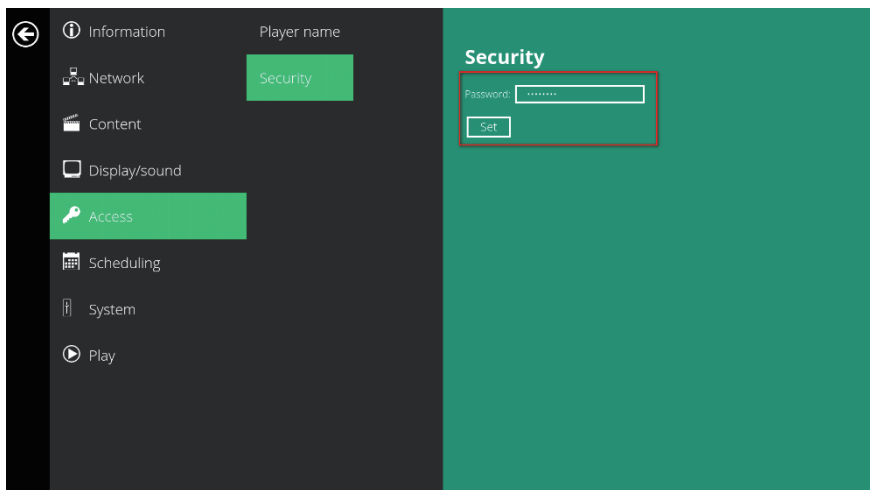 Information
Network
Content
Display/sound
Access
Scheduling
System
Play
Player name
Security
Security
Password: ········
Set